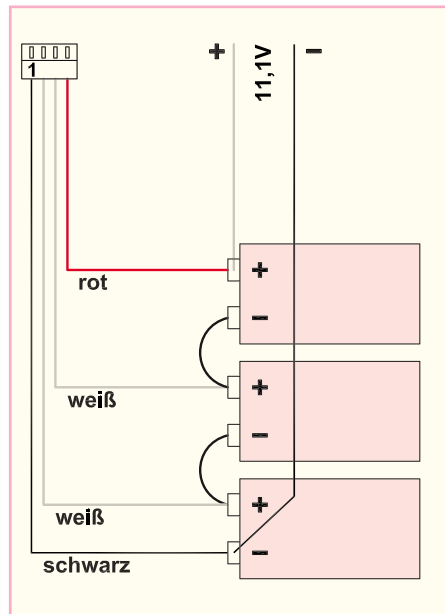 1
+ 11,1V −
+
rot
−
+
weiß
−
+
weiß
−
schwarz